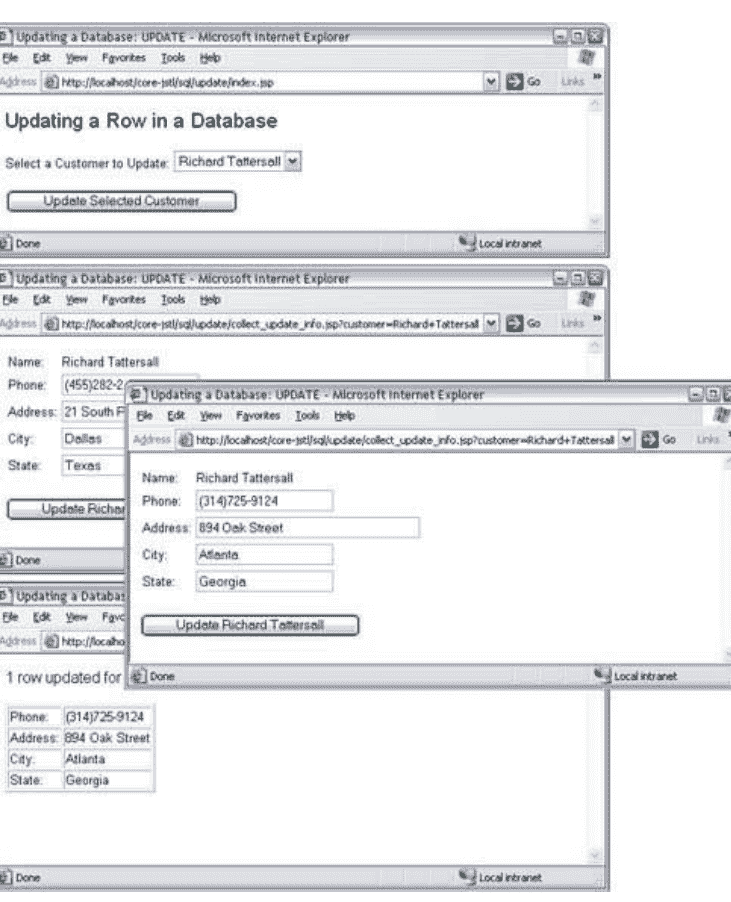 Updating a Database: UPDATE - Microsoft Internet Explorer
File Edit View Favorites Tools Help
Address http://localhost/core-jstl/sql/update/index.jsp Go Links »
Updating a Row in a Database
Select a Customer to Update: Richard Tattersall
Update Selected Customer
Done Local intranet
Updating a Database: UPDATE - Microsoft Internet Explorer
File Edit View Favorites Tools Help
Address http://localhost/core-jstl/sql/update/collect_update_info.jsp?customer=Richard+Tattersall Go Links »
Name: Richard Tattersall
Phone: (455)282-2
Address: 21 South
City: Dallas
State: Texas
Update Richar
Done
Updating a Database: UPDATE - Microsoft Internet Explorer
File Edit View Favorites Tools Help
Address http://localhost/core-jstl/sql/update/collect_update_info.jsp?customer=Richard+Tattersall Go Links
Name: Richard Tattersall
Phone: (314)725-9124
Address: 894 Oak Street
City: Atlanta
State: Georgia
Update Richard Tattersall
Done Local intranet
Updating a Databas
File Edit View Favo
Address http://localho
1 row updated for
Phone: (314)725-9124
Address: 894 Oak Street
City: Atlanta
State: Georgia
Done Local intranet